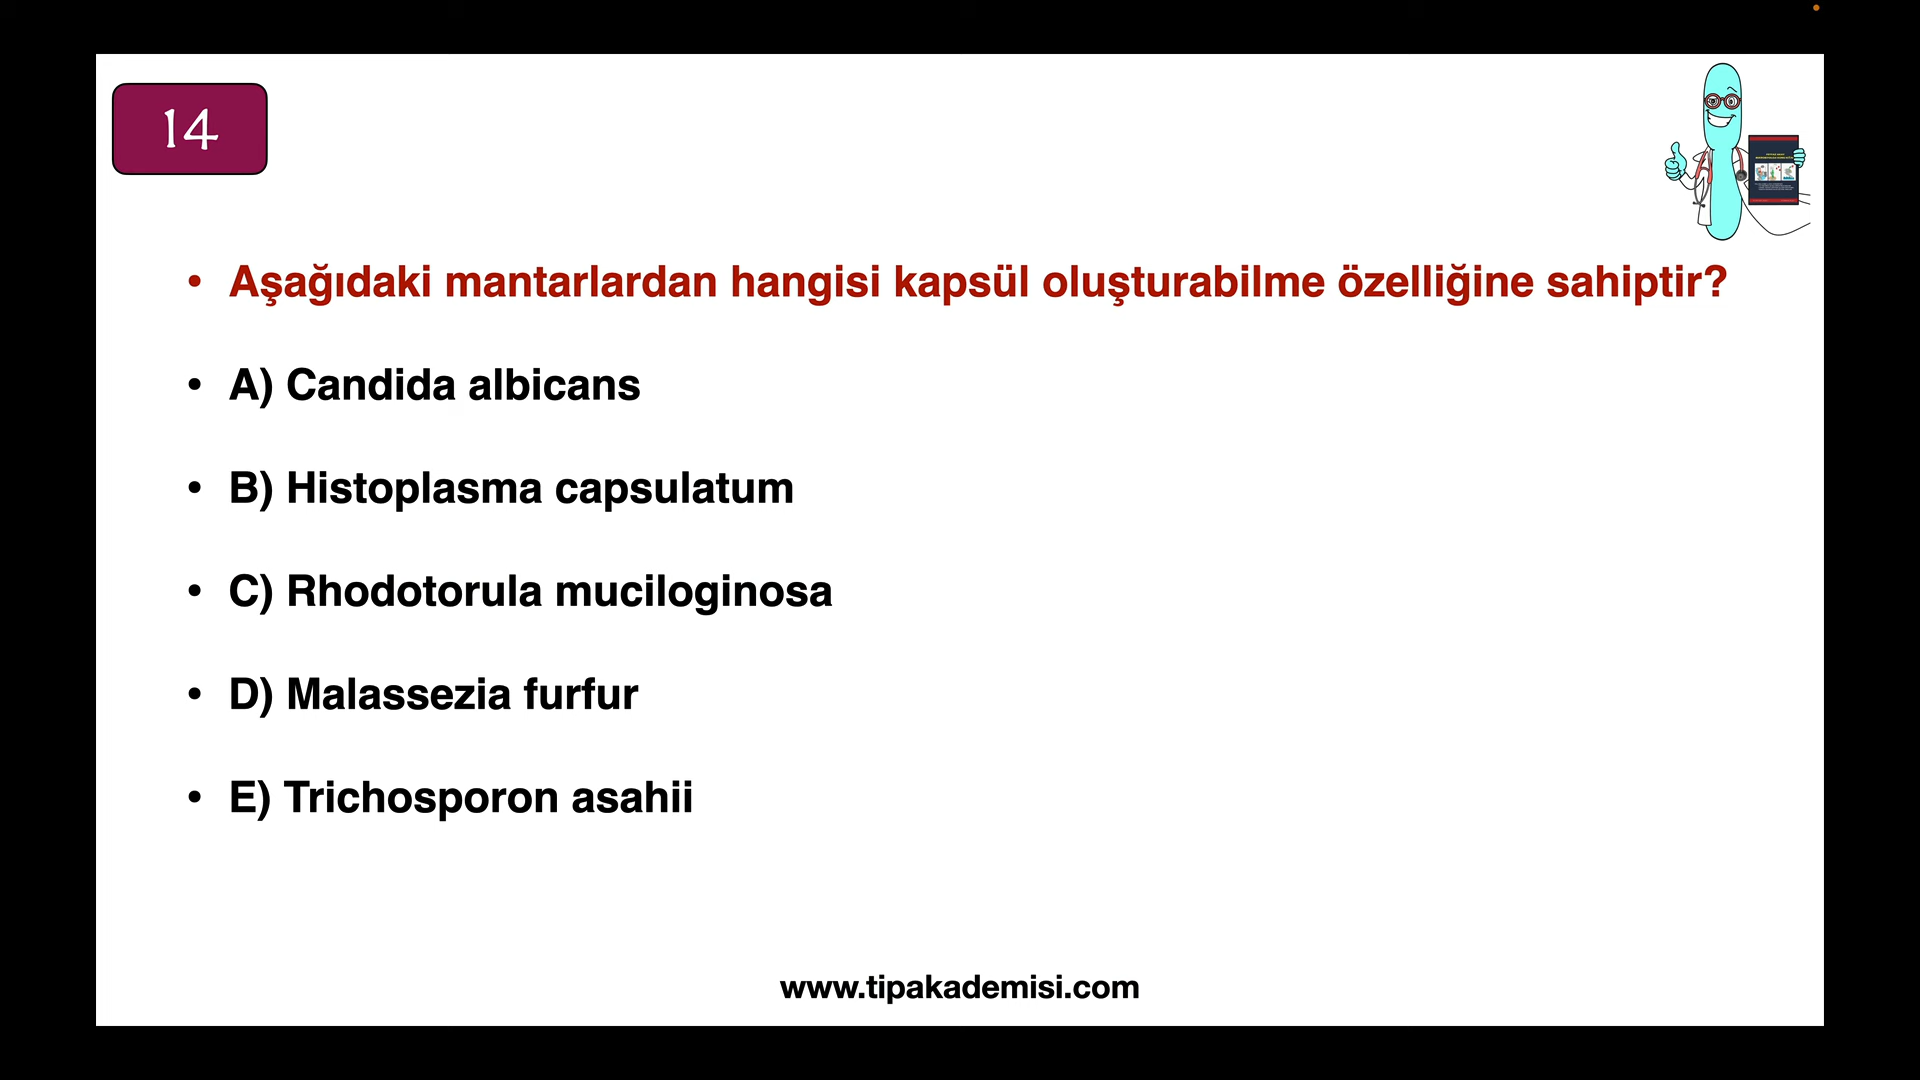 14
• Aşağıdaki mantarlardan hangisi kapsül oluşturabilme özelliğine sahiptir?
• A) Candida albicans
• B) Histoplasma capsulatum
• C) Rhodotorula muciloginosa
• D) Malassezia furfur
• E) Trichosporon asahii
www.tipakademisi.com